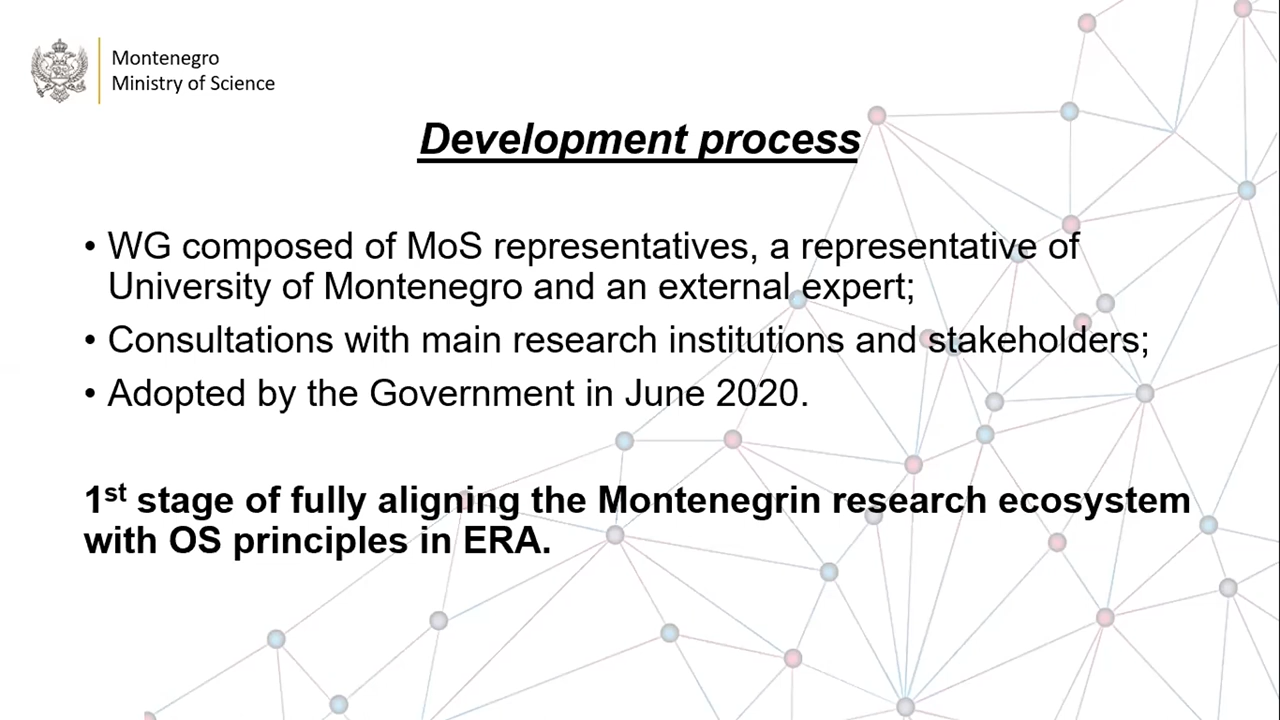 Montenegro
Ministry of Science
Development process
• WG composed of MoS representatives, a representative of
University of Montenegro and an external expert;
• Consultations with main research institutions and stakeholders;
• Adopted by the Government in June 2020.
1st stage of fully aligning the Montenegrin research ecosystem
with OS principles in ERA.